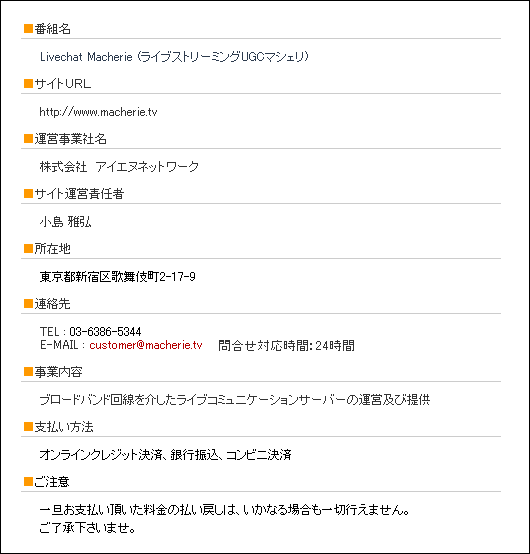 ■番組名
Livechat Macherie (ライブストリーミングUGCマシェリ)
■サイトURL
http://www.macherie.tv
■運営事業社名
株式会社　アイエヌネットワーク
■サイト運営責任者
小島 雅弘
■所在地
東京都新宿区歌舞伎町2-17-9
■連絡先
TEL : 03-6386-5344
E-MAIL : customer@macherie.tv　問合せ対応時間:24時間
■事業内容
ブロードバンド回線を介したライブコミュニケーションサーバーの運営及び提供
■支払い方法
オンラインクレジット決済、銀行振込、コンビニ決済
■ご注意
一旦お支払い頂いた料金の払い戻しは、いかなる場合も一切行えません。
ご了承下さいませ。